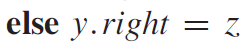 else y.right = z